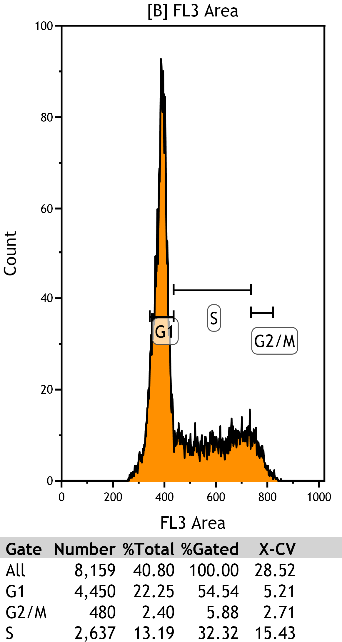 [B] FL3 Area
100
80
60
40
20
0
Count
G1
S
G2/M
0 200 400 600 800 1000
FL3 Area
Gate Number %Total %Gated X-CV
All 8,159 40.80 100.00 28.52
G1 4,450 22.25 54.54 5.21
G2/M 480 2.40 5.88 2.71
S 2,637 13.19 32.32 15.43